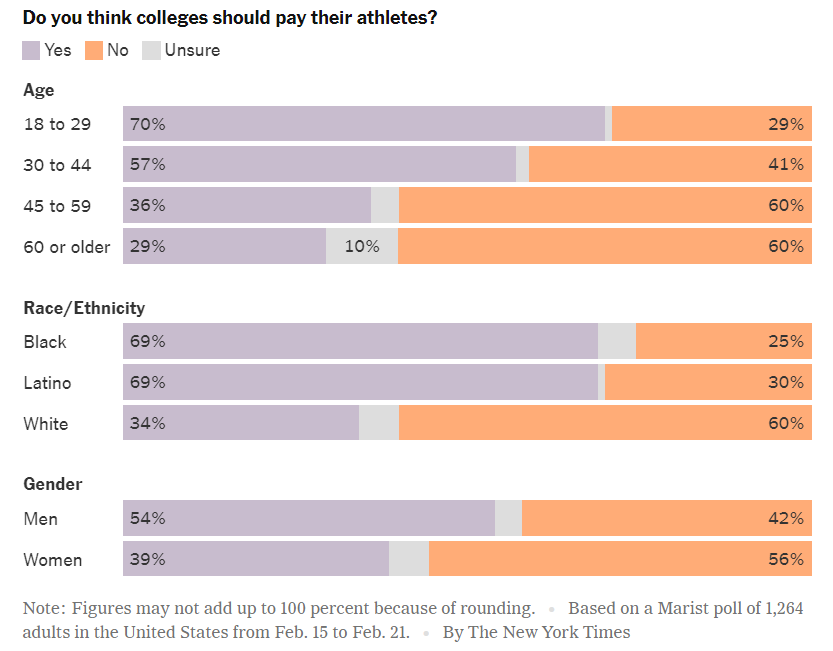 Do you think colleges should pay their athletes?
Yes No Unsure
Age
18 to 29 70% 29%
30 to 44 57% 41%
45 to 59 36% 60%
60 or older 29% 10% 60%
Race/Ethnicity
Black 69% 25%
Latino 69% 30%
White 34% 60%
Gender
Men 54% 42%
Women 39% 56%
Note: Figures may not add up to 100 percent because of rounding. • Based on a Marist poll of 1,264
adults in the United States from Feb. 15 to Feb. 21. • By The New York Times